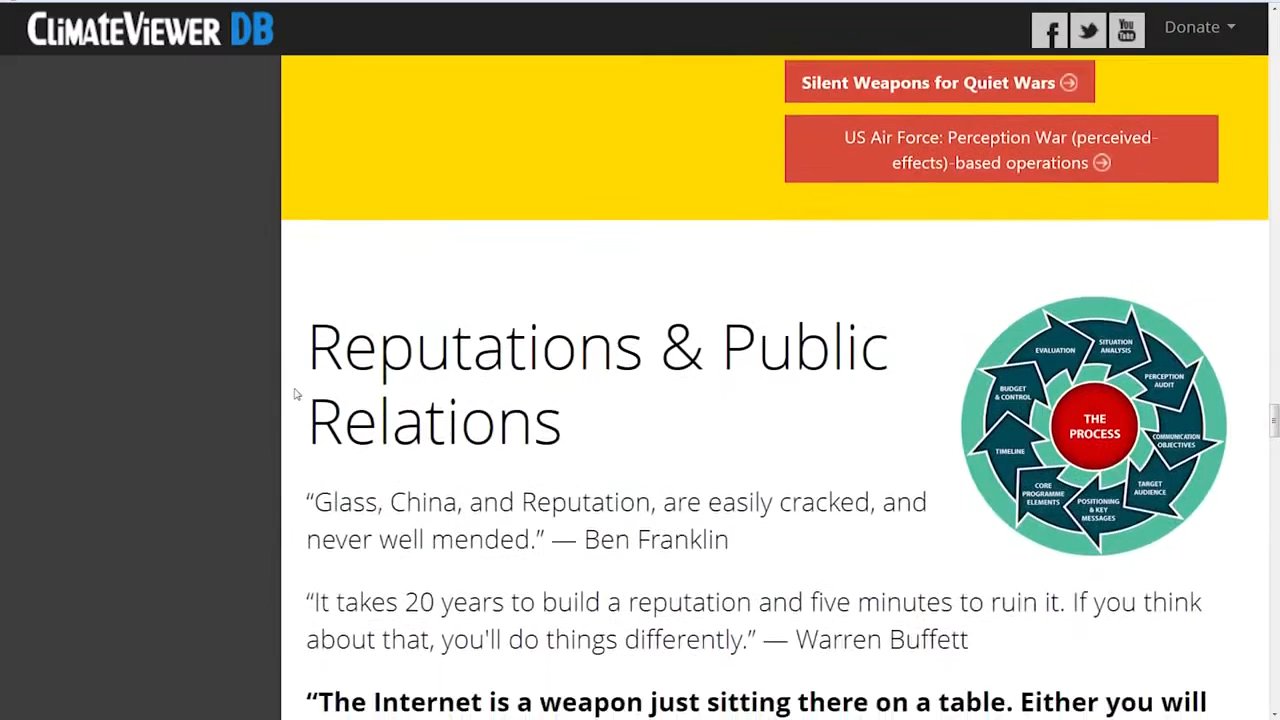 CLiMATEViEWER DB
f
You
Tube
Donate
Silent Weapons for Quiet Wars
US Air Force: Perception War (perceived-
effects)-based operations
Reputations & Public
Relations
SITUATION
ANALYSIS
PERCEPTION
AUDIT
COMMUNICATION
OBJECTIVES
TARGET
AUDIENCE
POSITIONING
& KEY
MESSAGES
CORE
PROGRAMME
ELEMENTS
TIMELINE
BUDGET
& CONTROL
EVALUATION
THE
PROCESS
“Glass, China, and Reputation, are easily cracked, and
never well mended.” — Ben Franklin
“It takes 20 years to build a reputation and five minutes to ruin it. If you think
about that, you'll do things differently.” — Warren Buffett
“The Internet is a weapon just sitting there on a table. Either you will